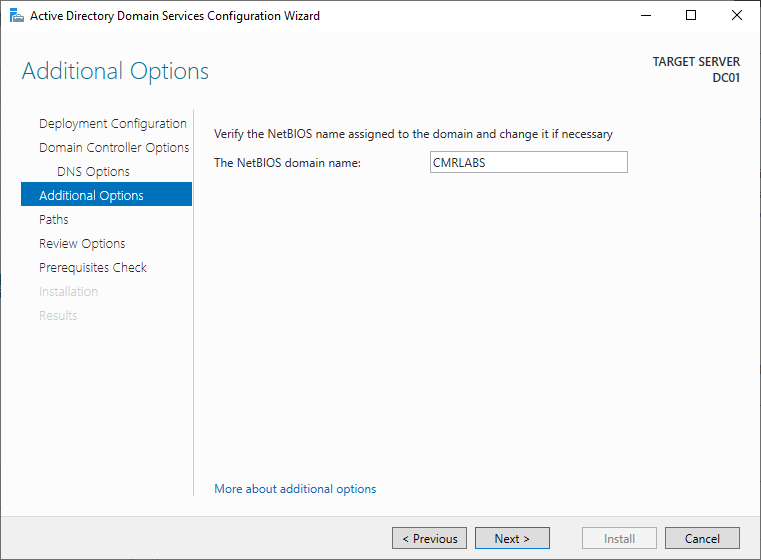 Active Directory Domain Services Configuration Wizard
Additional Options
TARGET SERVER
DC01
Deployment Configuration
Domain Controller Options
DNS Options
Additional Options
Paths
Review Options
Prerequisites Check
Installation
Results
Verify the NetBIOS name assigned to the domain and change it if necessary
The NetBIOS domain name: CMRLABS
More about additional options
< Previous Next > Install Cancel